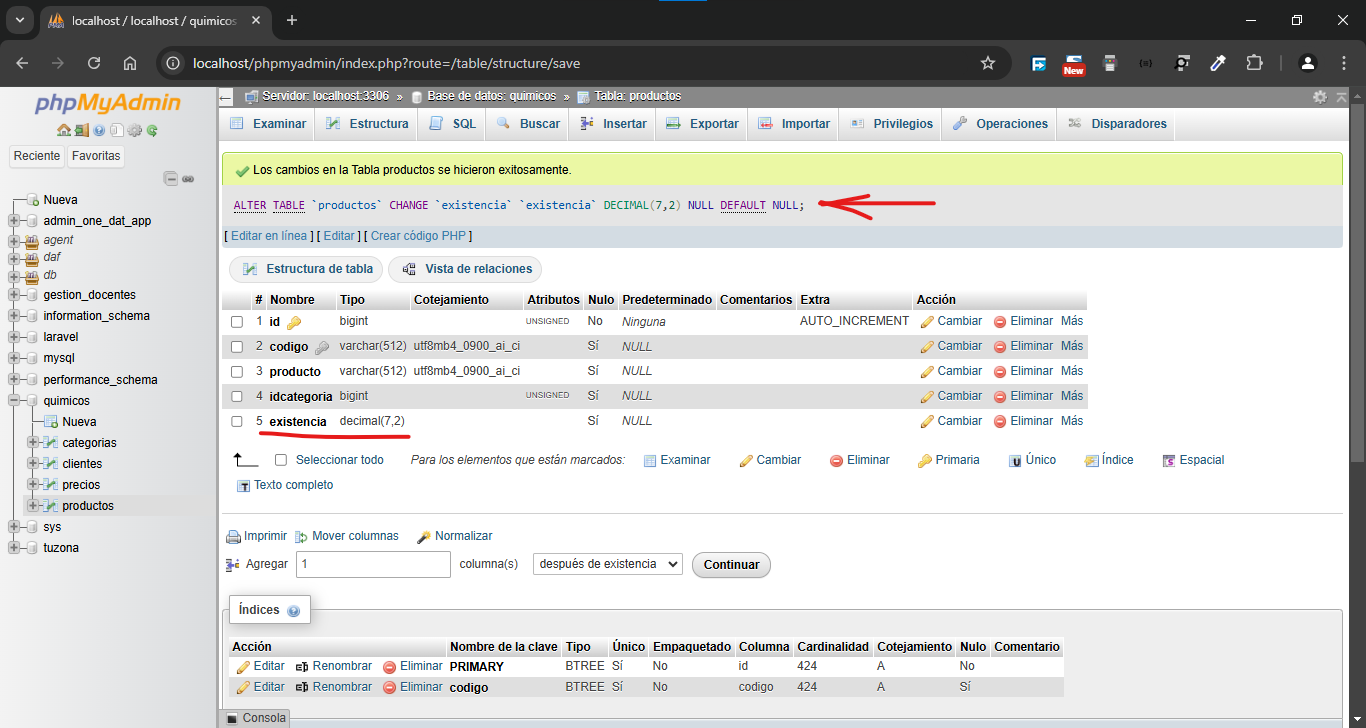 localhost / localhost / quimicos
localhost/phpmyadmin/index.php?route=/table/structure/save
New
phpMyAdmin
Reciente Favoritas
Nueva
admin_one_dat_app
agent
daf
db
gestion_docentes
information_schema
laravel
mysql
performance_schema
quimicos
Nueva
categorias
clientes
precios
productos
sys
tuzona
Servidor: localhost:3306 » Base de datos: quimicos » Tabla: productos
Examinar Estructura SQL Buscar Insertar Exportar Importar Privilegios Operaciones Disparadores
Los cambios en la Tabla productos se hicieron exitosamente.
ALTER TABLE `productos` CHANGE `existencia` `existencia` DECIMAL(7,2) NULL DEFAULT NULL;
[ Editar en línea ] [ Editar ] [ Crear código PHP ]
Estructura de tabla Vista de relaciones
# Nombre Tipo Cotejamiento Atributos Nulo Predeterminado Comentarios Extra Acción
1 id bigint UNSIGNED No Ninguna AUTO_INCREMENT Cambiar Eliminar Más
2 codigo varchar(512) utf8mb4_0900_ai_ci Sí NULL Cambiar Eliminar Más
3 producto varchar(512) utf8mb4_0900_ai_ci Sí NULL Cambiar Eliminar Más
4 idcategoria bigint UNSIGNED Sí NULL Cambiar Eliminar Más
5 existencia decimal(7,2) Sí NULL Cambiar Eliminar Más
Seleccionar todo Para los elementos que están marcados: Examinar Cambiar Eliminar Primaria Único Índice Espacial
Texto completo
Imprimir Mover columnas Normalizar
Agregar 1 columna(s) después de existencia Continuar
Índices
Acción Nombre de la clave Tipo Único Empaquetado Columna Cardinalidad Cotejamiento Nulo Comentario
Editar Renombrar Eliminar PRIMARY BTREE Sí No id 424 A No
Editar Renombrar Eliminar codigo BTREE Sí No codigo 424 A Sí
Consola